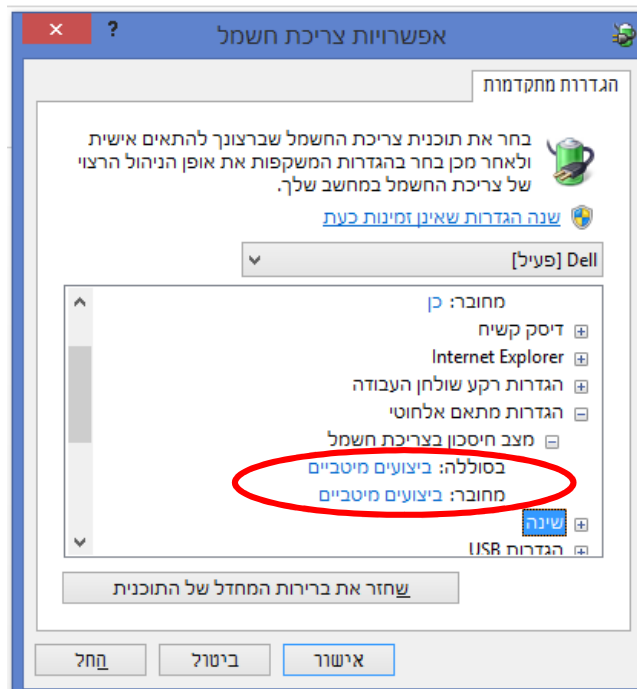 אפשרויות צריכת חשמל
?
הגדרות מתקדמות
בחר את תוכנית צריכת החשמל שברצונך להתאים אישית
ולאחר מכן בחר בהגדרות המשקפות את אופן הניהול הרצוי
של צריכת החשמל במחשב שלך.
שנה הגדרות שאינן זמינות כעת
Dell [פעיל]
מחובר: כן
דיסק קשיח
Internet Explorer
הגדרות רקע שולחן העבודה
הגדרות מתאם אלחוטי
מצב חיסכון בצריכת חשמל
בסוללה: ביצועים מיטביים
מחובר: ביצועים מיטביים
שינה
הגדרות USB
שחזר את ברירות המחדל של התוכנית
אישור
ביטול
החל